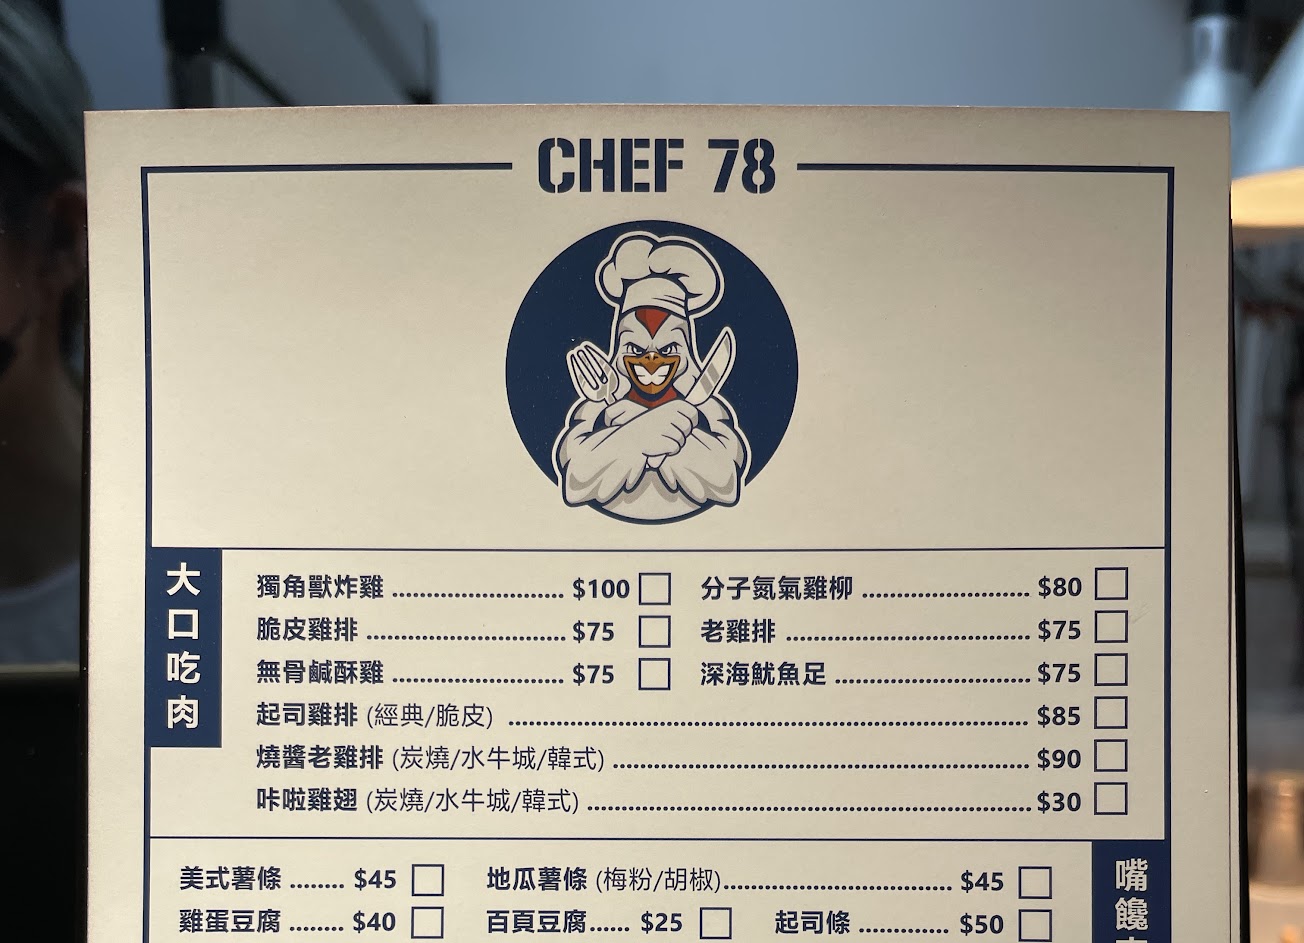 CHEF 78
大口吃肉
獨角獸炸雞 ........................ $100 □ 分子氮氣雞柳 ........................ $80 □
脆皮雞排 ............................ $75 □ 老雞排 ................................... $75 □
無骨鹹酥雞 ........................ $75 □ 深海魷魚足 ............................ $75 □
起司雞排 (經典/脆皮) ........................ $85 □
燒醬老雞排 (炭燒/水牛城/韓式) ........................ $90 □
咔啦雞翅 (炭燒/水牛城/韓式) ........................ $30 □
嘴饞
美式薯條 ........ $45 □ 地瓜薯條 (梅粉/胡椒)........................ $45 □
雞蛋豆腐 ........ $40 □ 百頁豆腐...... $25 □ 起司條 ............ $50 □